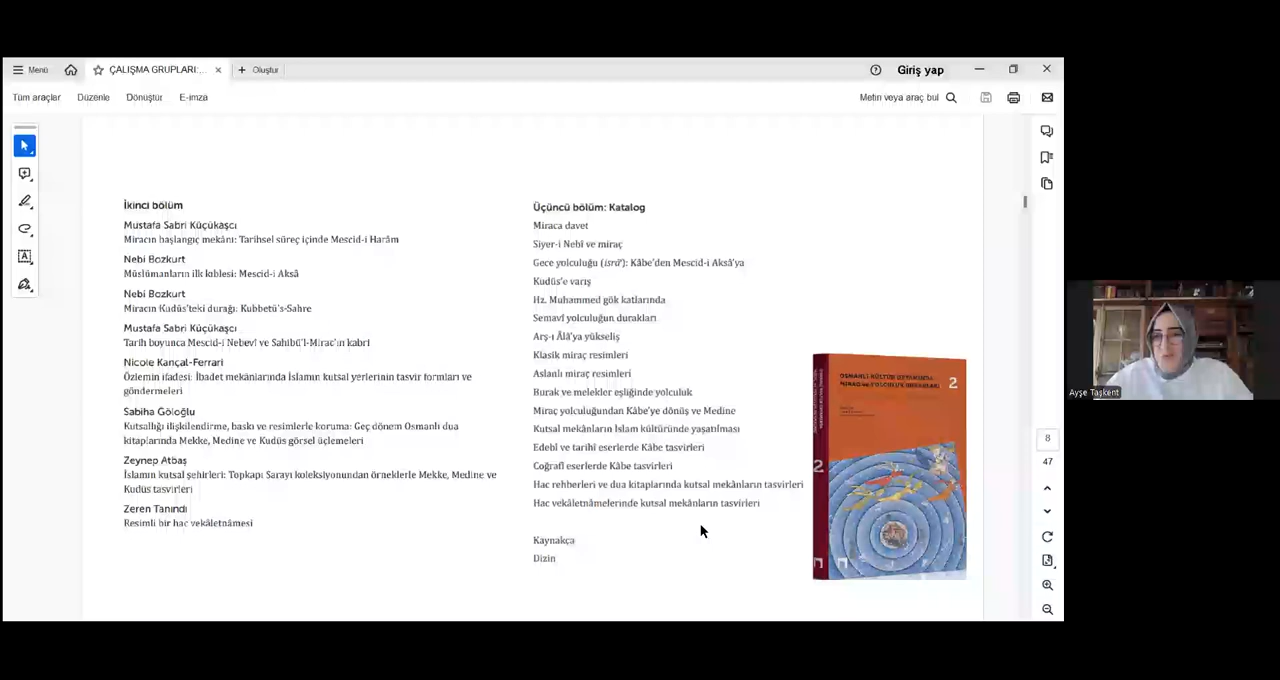 Menü
ÇALIŞMA GRUPLARI:...
Oluştur
Giriş yap
Tüm araçlar
Düzenle
Dönüştür
E-imza
Metin veya araç bul
İkinci bölüm
Mustafa Sabri Küçükaşcı
Miracın başlangıç mekânı: Tarihsel süreç içinde Mescid-i Harâm
Nebi Bozkurt
Müslümanların ilk kıblesi: Mescid-i Aksâ
Nebi Bozkurt
Miracın Kudüs'teki durağı: Kubbetü's-Sahre
Mustafa Sabri Küçükaşcı
Tarih boyunca Mescid-i Nebevî ve Sahibü'l-Mirac'ın kabri
Nicole Kançal-Ferrari
Özlemin ifadesi: İbadet mekânlarında İslamın kutsal yerlerinin tasvir formları ve
göndermeleri
Sabiha Göloğlu
Kutsallığı ilişkilendirme, baskı ve resimlerle koruma: Geç dönem Osmanlı dua
kitaplarında Mekke, Medine ve Kudüs görsel üçlemeleri
Zeynep Atbaş
İslamın kutsal şehirleri: Topkapı Sarayı koleksiyonundan örneklerle Mekke, Medine ve
Kudüs tasvirleri
Zeren Tanındı
Resimli bir hac vekâletnâmesi
Üçüncü bölüm: Katalog
Miraca davet
Siyer-i Nebî ve miraç
Gece yolculuğu (isrâ'): Kâbe'den Mescid-i Aksâ'ya
Kudüs'e varış
Hz. Muhammed gök katlarında
Semavî yolculuğun durakları
Arş-ı Âlâ'ya yükseliş
Klasik miraç resimleri
Aslanlı miraç resimleri
Burak ve melekler eşliğinde yolculuk
Miraç yolculuğundan Kâbe'ye dönüş ve Medine
Kutsal mekânların İslam kültüründe yaşatılması
Edebî ve tarihî eserlerde Kâbe tasvirleri
Coğrafî eserlerde Kâbe tasvirleri
Hac rehberleri ve dua kitaplarında kutsal mekânların tasvirleri
Hac vekâletnâmelerinde kutsal mekânların tasvirleri
Kaynakça
Dizin
2
2
8
47
Ayşe Taşkent